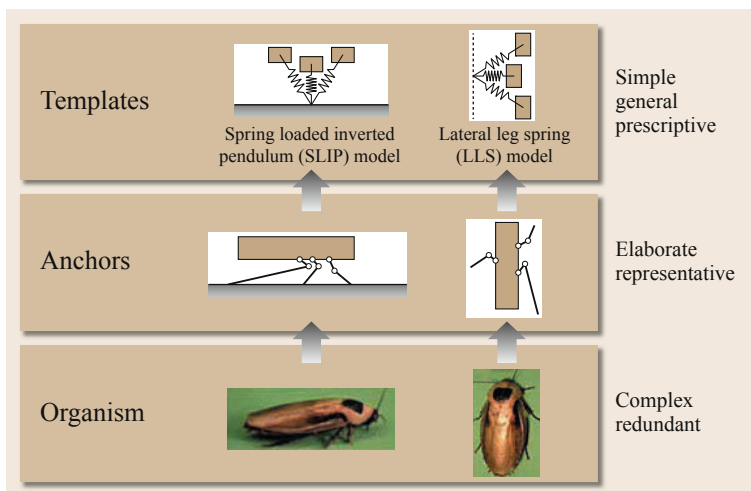 Templates
Spring loaded inverted
pendulum (SLIP) model
Lateral leg spring
(LLS) model
Simple
general
prescriptive
Anchors
Elaborate
representative
Organism
Complex
redundant